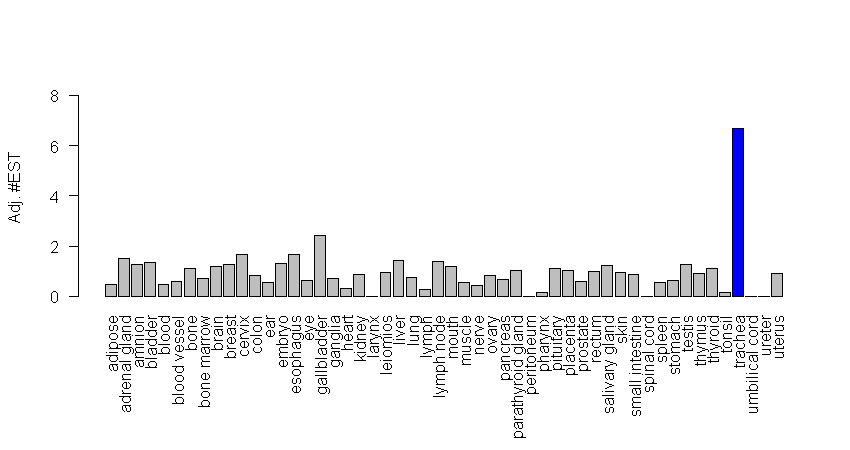 Adj. #EST
8
6
4
2
0
adipose
adrenal gland
amnion
bladder
blood
blood vessel
bone
bone marrow
brain
breast
cervix
colon
ear
embryo
esophagus
eye
gallbladder
ganglia
heart
kidney
larynx
leiomios
liver
lung
lymph
lymph node
mouth
muscle
nerve
ovary
pancreas
parathyroid gland
peritoneum
pharynx
pituitary
placenta
prostate
rectum
salivary gland
skin
small intestine
spinal cord
spleen
stomach
testis
thymus
thyroid
tonsil
trachea
umbilical cord
ureter
uterus